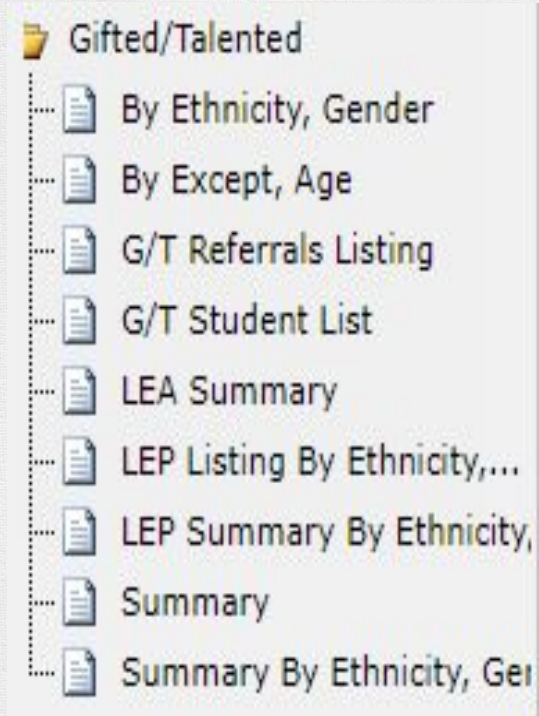 Gifted/Talented
By Ethnicity, Gender
By Except, Age
G/T Referrals Listing
G/T Student List
LEA Summary
LEP Listing By Ethnicity,...
LEP Summary By Ethnicity,
Summary
Summary By Ethnicity,